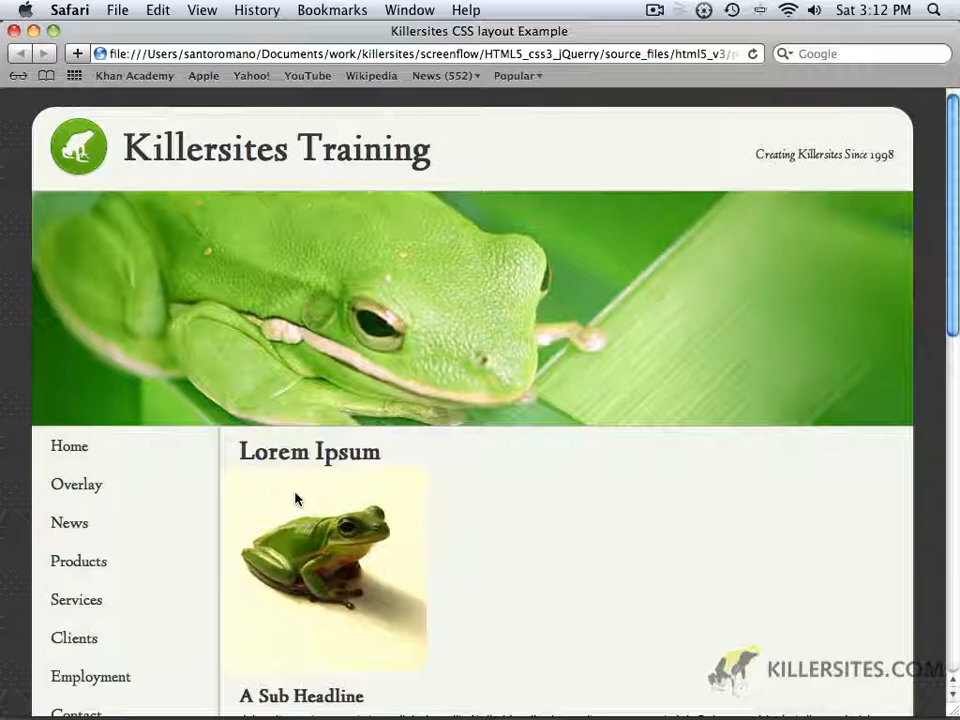 Safari File Edit View History Bookmarks Window Help Sat 3:12 PM
Killersites CSS layout Example
file:///Users/santoromano/Documents/work/killersites/screenflow/HTML5_css3_jQuerry/source_files/html5_v3/ Google
Khan Academy Apple Yahoo! YouTube Wikipedia News (552) Popular
Killersites Training
Creating Killersites Since 1998
Home
Overlay
News
Products
Services
Clients
Employment
Contact
Lorem Ipsum
A Sub Headline
KILLERSITES.COM